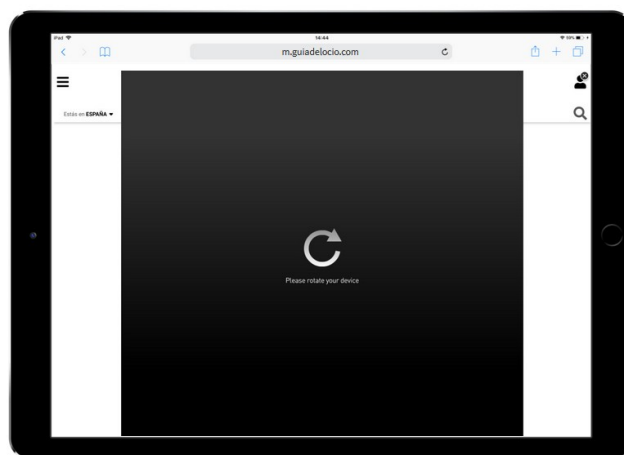 iPad
14:44
m.guiadelocio.com
Estás en ESPAÑA
Please rotate your device